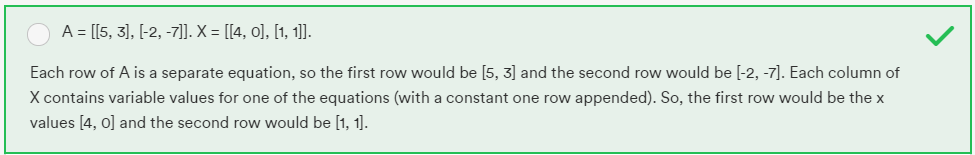 A = [[5, 3], [-2, -7]]. X = [[4, 0], [1, 1]].
Each row of A is a separate equation, so the first row would be [5, 3] and the second row would be [-2, -7]. Each column of
X contains variable values for one of the equations (with a constant one row appended). So, the first row would be the x
values [4, 0] and the second row would be [1, 1].